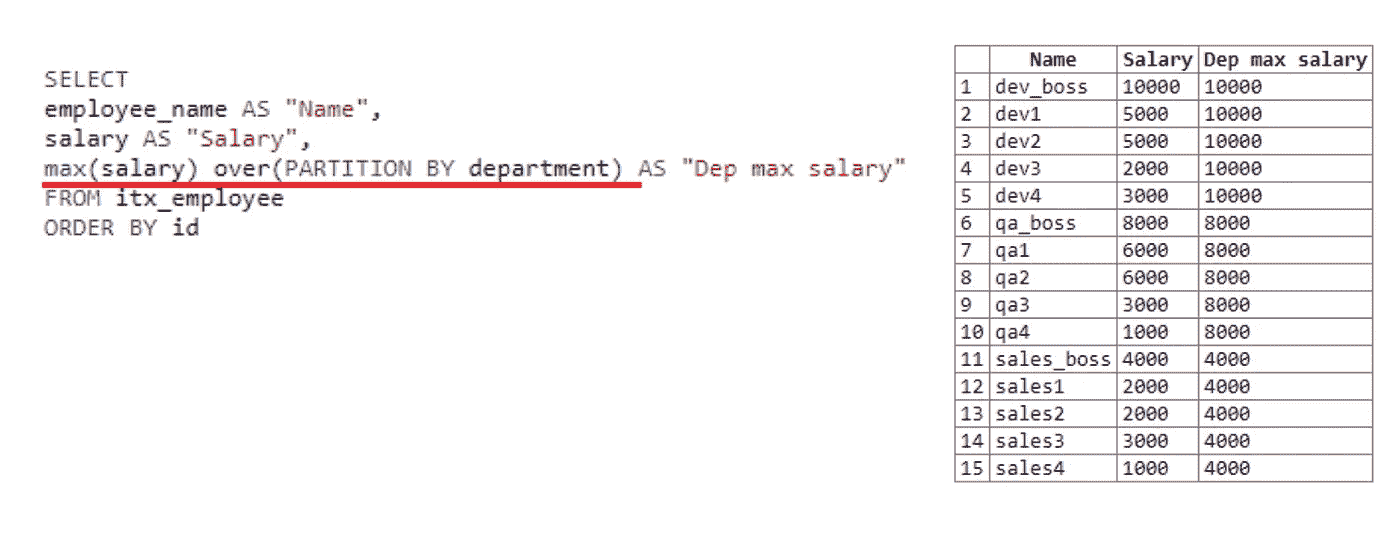 SELECT
employee_name AS "Name",
salary AS "Salary",
max(salary) over(PARTITION BY department) AS "Dep max salary"
FROM itx_employee
ORDER BY id
Name Salary Dep max salary
1 dev_boss 10000 10000
2 dev1 5000 10000
3 dev2 5000 10000
4 dev3 2000 10000
5 dev4 3000 10000
6 qa_boss 8000 8000
7 qa1 6000 8000
8 qa2 6000 8000
9 qa3 3000 8000
10 qa4 1000 8000
11 sales_boss 4000 4000
12 sales1 2000 4000
13 sales2 2000 4000
14 sales3 3000 4000
15 sales4 1000 4000